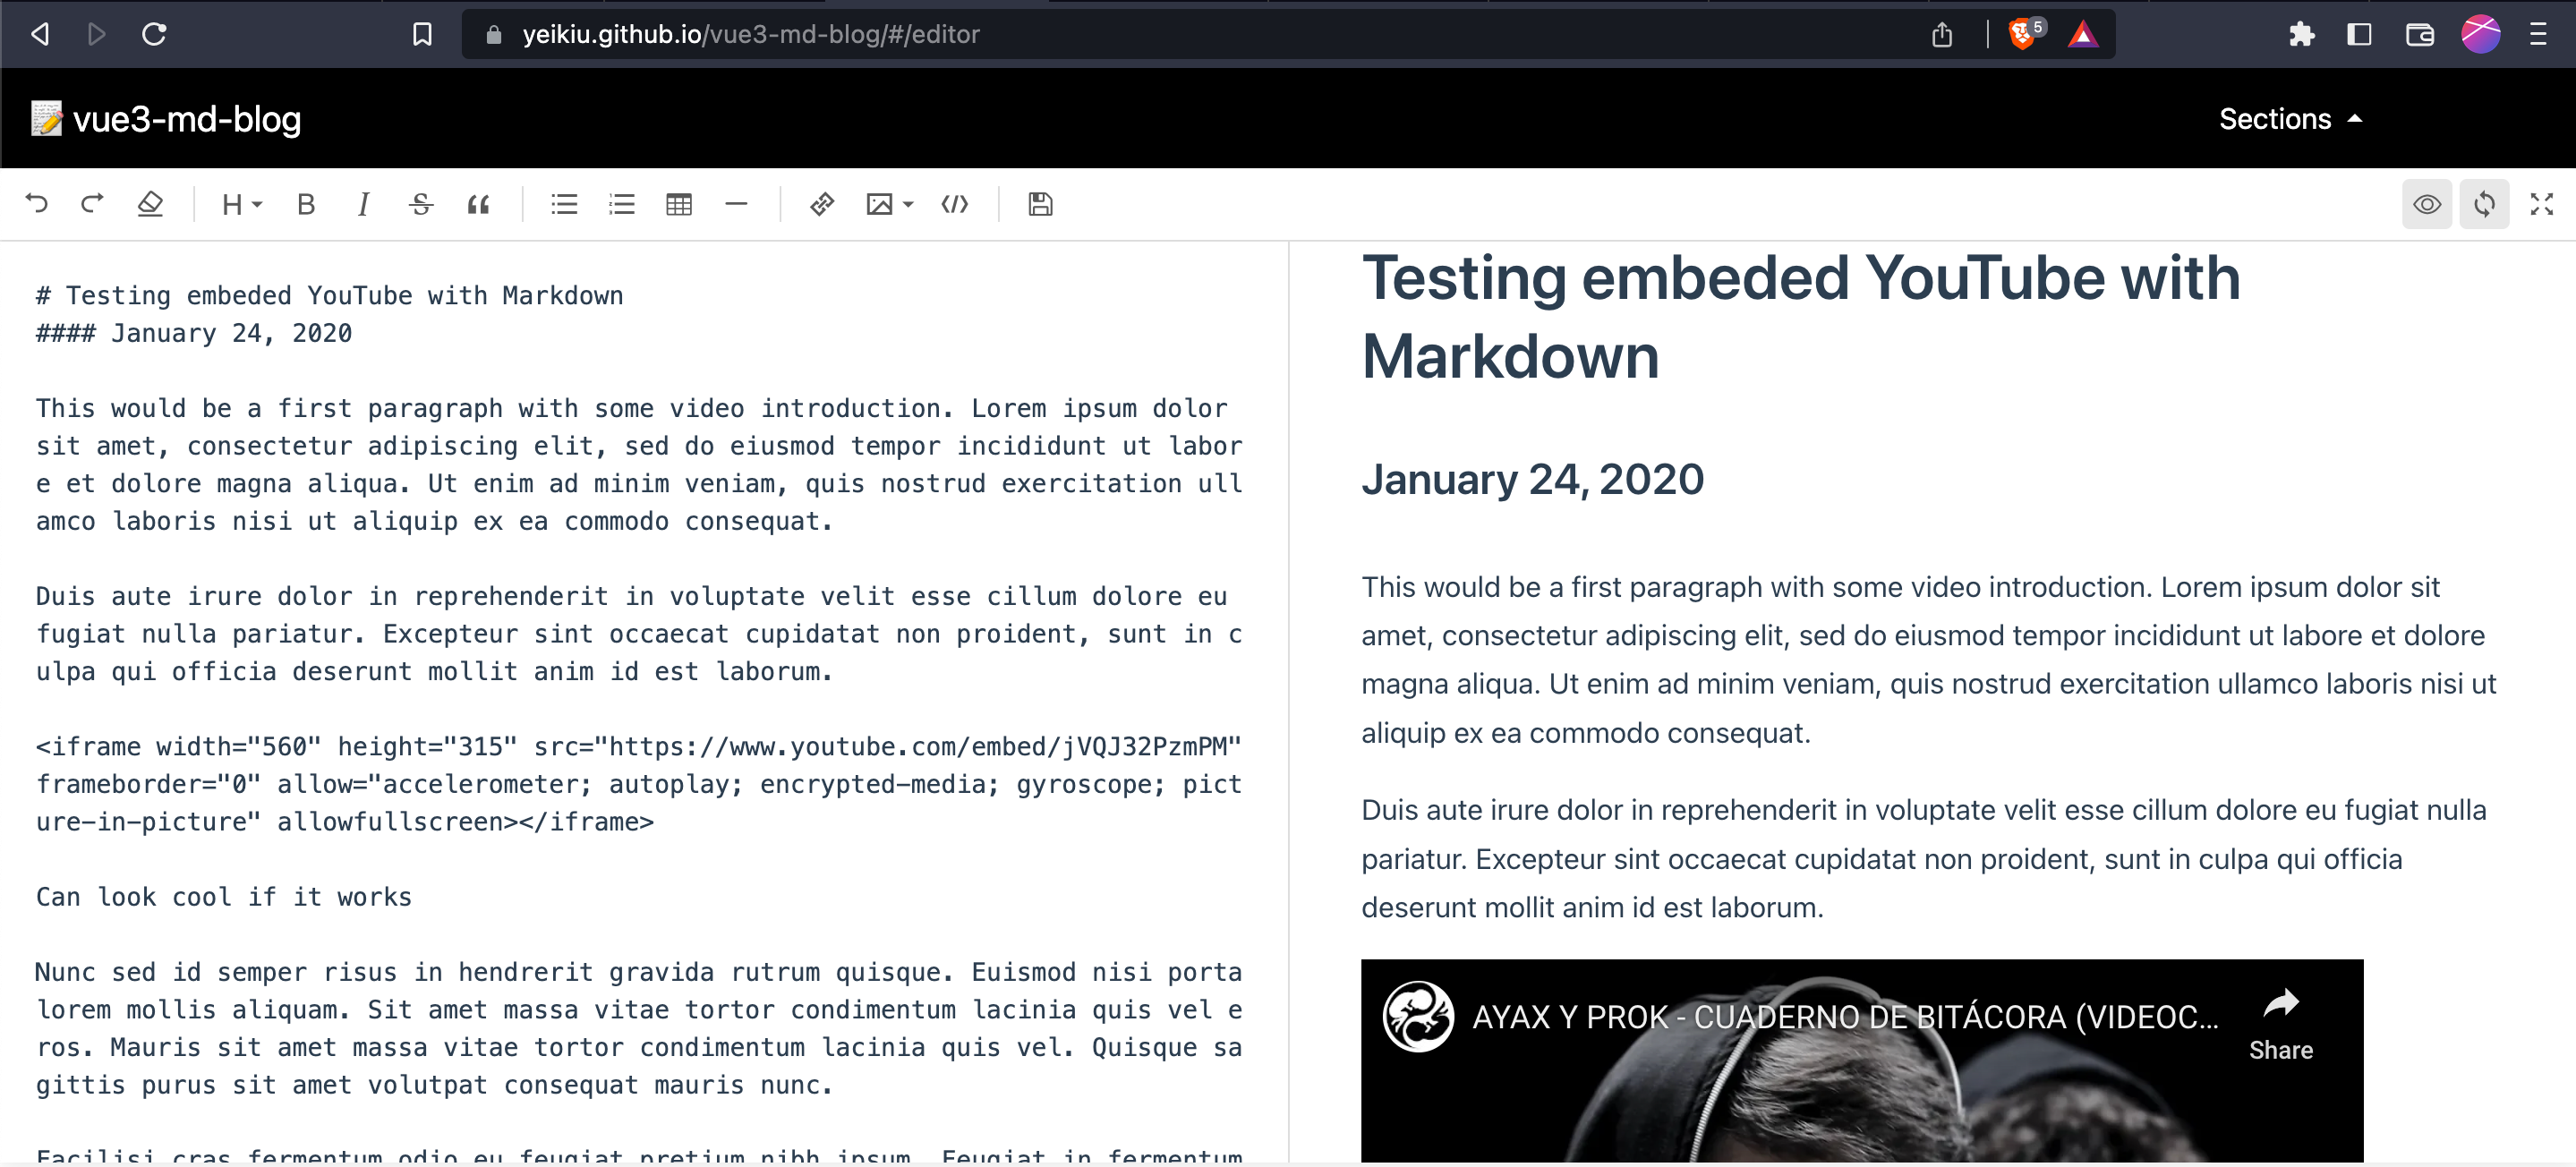 yeikiu.github.io/vue3-md-blog/#/editor
5
📝 vue3-md-blog
Sections
H
B
I
S
# Testing embeded YouTube with Markdown
#### January 24, 2020
This would be a first paragraph with some video introduction. Lorem ipsum dolor
sit amet, consectetur adipiscing elit, sed do eiusmod tempor incididunt ut labor
e et dolore magna aliqua. Ut enim ad minim veniam, quis nostrud exercitation ull
amco laboris nisi ut aliquip ex ea commodo consequat.
Duis aute irure dolor in reprehenderit in voluptate velit esse cillum dolore eu
fugiat nulla pariatur. Excepteur sint occaecat cupidatat non proident, sunt in c
ulpa qui officia deserunt mollit anim id est laborum.
<iframe width="560" height="315" src="https://www.youtube.com/embed/jVQJ32PzmPM"
frameborder="0" allow="accelerometer; autoplay; encrypted-media; gyroscope; pict
ure-in-picture" allowfullscreen></iframe>
Can look cool if it works
Nunc sed id semper risus in hendrerit gravida rutrum quisque. Euismod nisi porta
lorem mollis aliquam. Sit amet massa vitae tortor condimentum lacinia quis vel e
ros. Mauris sit amet massa vitae tortor condimentum lacinia quis vel. Quisque sa
gittis purus sit amet volutpat consequat mauris nunc.
Facilisi cras fermentum odio eu feugiat pretium nibh ipsum. Feugiat in fermentum
Testing embeded YouTube with
Markdown
January 24, 2020
This would be a first paragraph with some video introduction. Lorem ipsum dolor sit
amet, consectetur adipiscing elit, sed do eiusmod tempor incididunt ut labore et dolore
magna aliqua. Ut enim ad minim veniam, quis nostrud exercitation ullamco laboris nisi ut
aliquip ex ea commodo consequat.
Duis aute irure dolor in reprehenderit in voluptate velit esse cillum dolore eu fugiat nulla
pariatur. Excepteur sint occaecat cupidatat non proident, sunt in culpa qui officia
deserunt mollit anim id est laborum.
AYAX Y PROK - CUADERNO DE BITÁCORA (VIDEOC...
Share